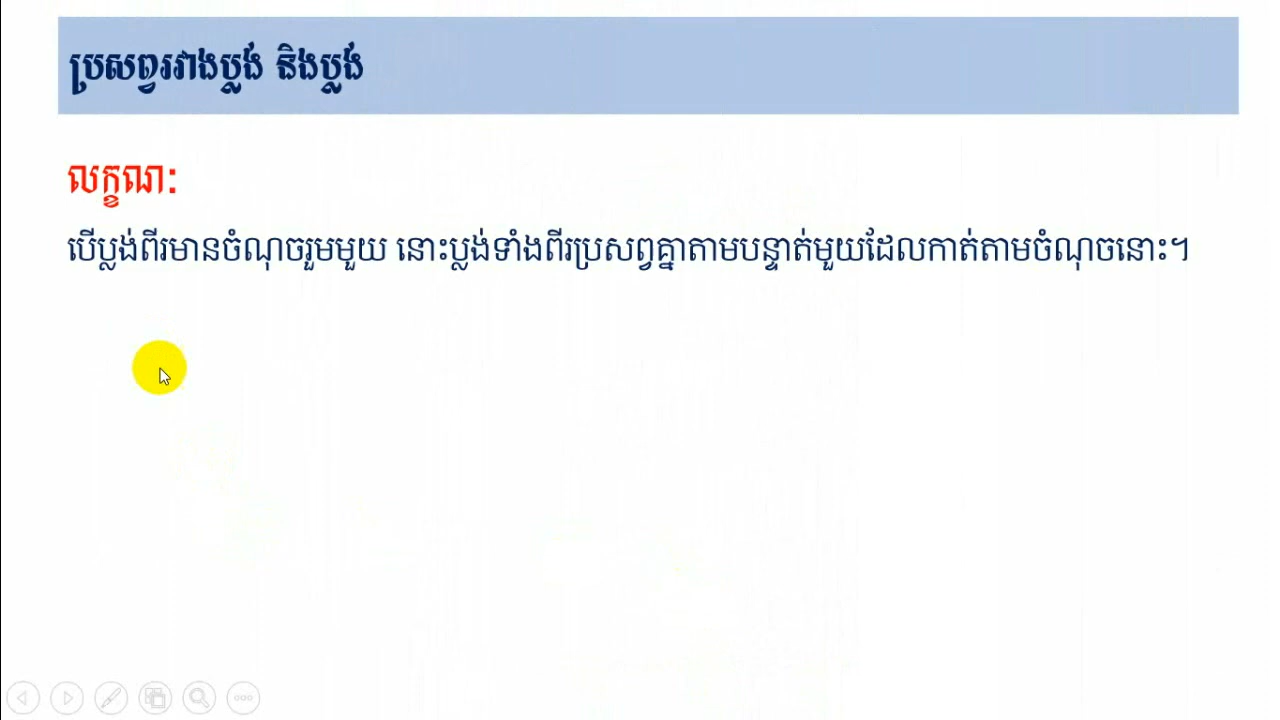 ប្រសព្វរវាងប្លង់ និងប្លង់
លក្ខណៈ
បើប្លង់ពីរមានចំណុចរួមមួយ នោះប្លង់ទាំងពីរប្រសព្វគ្នាតាមបន្ទាត់មួយដែលកាត់តាមចំណុចនោះ។